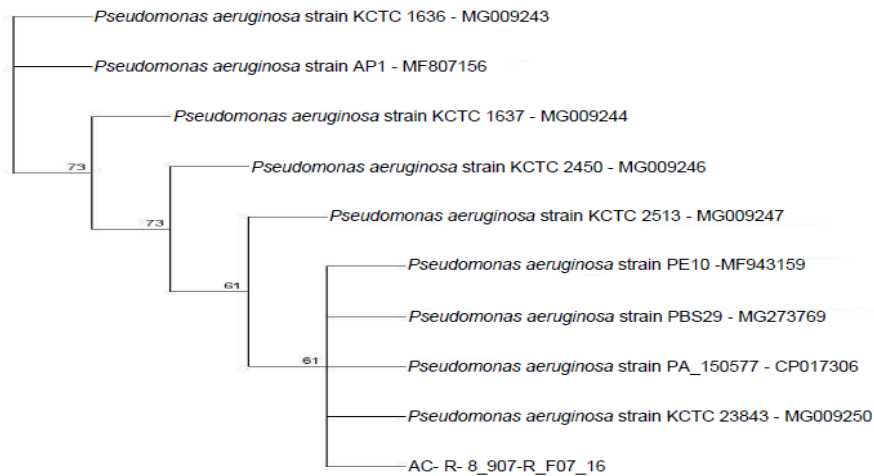 Pseudomonas aeruginosa strain KCTC 1636 - MG009243
Pseudomonas aeruginosa strain AP1 - MF807156
Pseudomonas aeruginosa strain KCTC 1637 - MG009244
73
Pseudomonas aeruginosa strain KCTC 2450 - MG009246
73
Pseudomonas aeruginosa strain KCTC 2513 - MG009247
Pseudomonas aeruginosa strain PE10 -MF943159
61
Pseudomonas aeruginosa strain PBS29 - MG273769
61
Pseudomonas aeruginosa strain PA_150577 - CP017306
Pseudomonas aeruginosa strain KCTC 23843 - MG009250
AC- R- 8_907-R_F07_16